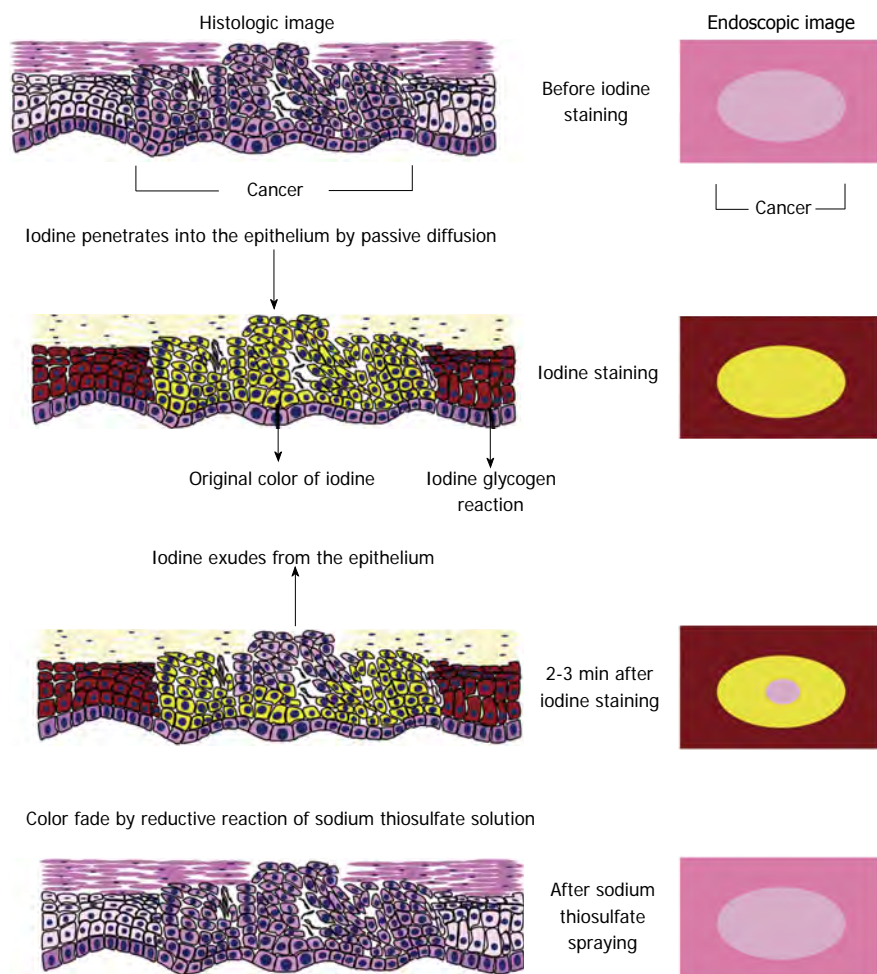 Histologic image
Endoscopic image
Before iodine
staining
Cancer
Cancer
Iodine penetrates into the epithelium by passive diffusion
Iodine staining
Original color of iodine
Iodine glycogen
reaction
Iodine exudes from the epithelium
2-3 min after
iodine staining
Color fade by reductive reaction of sodium thiosulfate solution
After sodium
thiosulfate
spraying